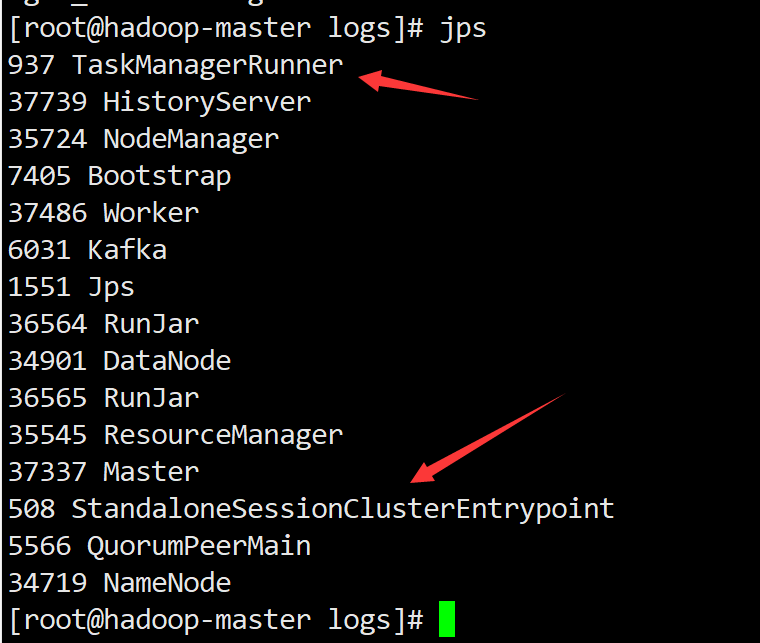 [root@hadoop-master logs]# jps
937 TaskManagerRunner
37739 HistoryServer
35724 NodeManager
7405 Bootstrap
37486 Worker
6031 Kafka
1551 Jps
36564 RunJar
34901 DataNode
36565 RunJar
35545 ResourceManager
37337 Master
508 StandaloneSessionClusterEntrypoint
5566 QuorumPeerMain
34719 NameNode
[root@hadoop-master logs]#